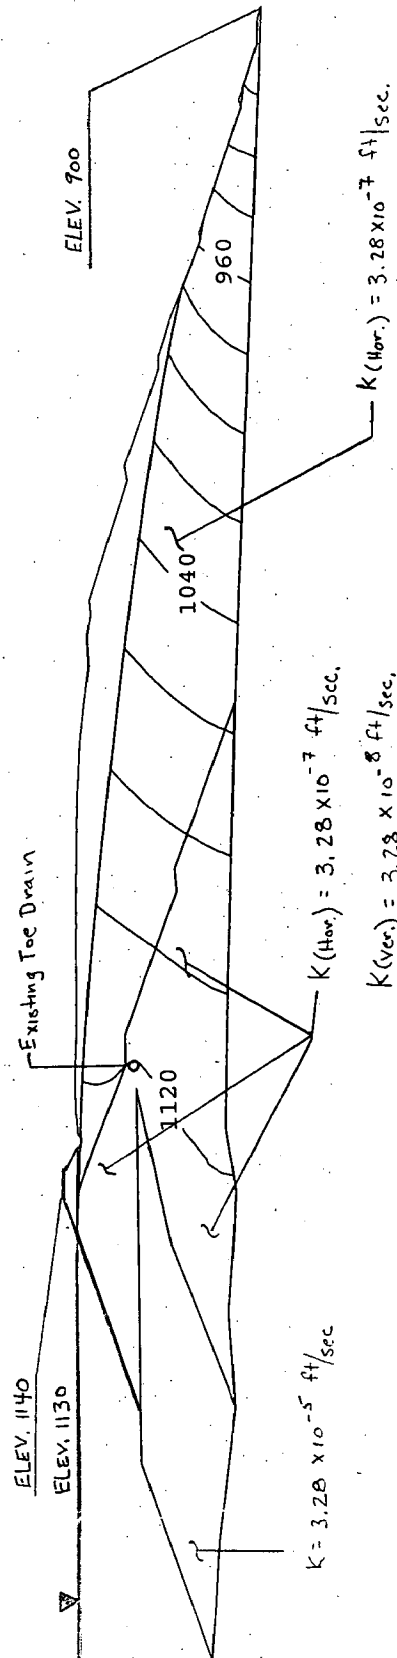 ELEV. 1140
ELEV. 1130
Existing Toe Drain
ELEV. 900
1120
1040
960
K = 3.28 x 10⁻⁵ ft/sec
K (Hor.) = 3.28 x 10⁻⁷ ft/sec.
K (Ver.) = 3.28 x 10⁻⁸ ft/sec.
K (Hor.) = 3.28 x 10⁻⁷ ft/sec.